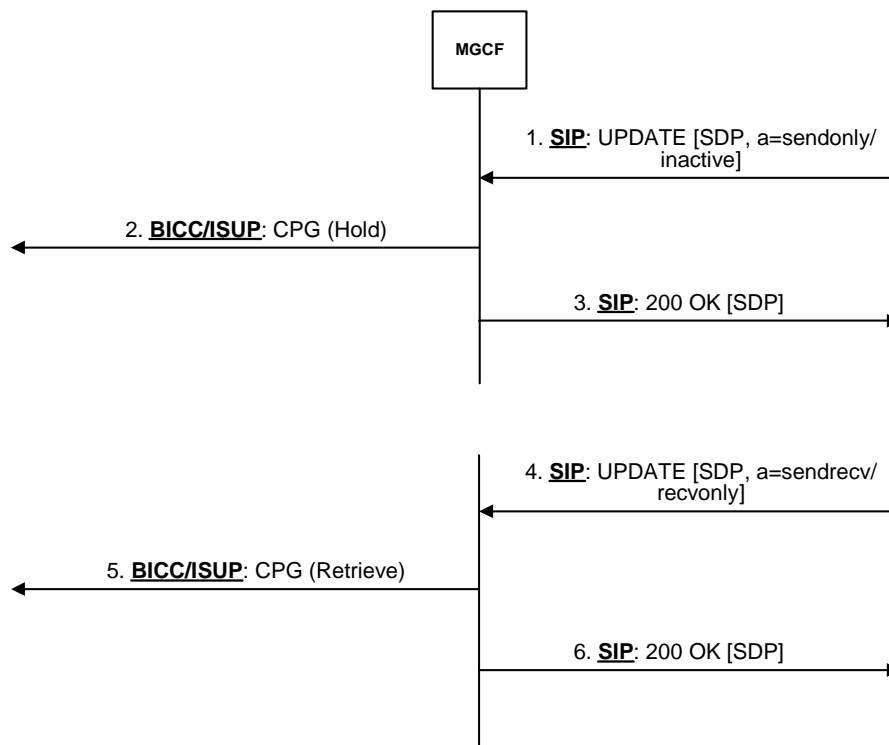 MGCF
1. SIP: UPDATE [SDP, a=sendonly/
inactive]
2. BICC/ISUP: CPG (Hold)
3. SIP: 200 OK [SDP]
4. SIP: UPDATE [SDP, a=sendrecv/
recvonly]
5. BICC/ISUP: CPG (Retrieve)
6. SIP: 200 OK [SDP]